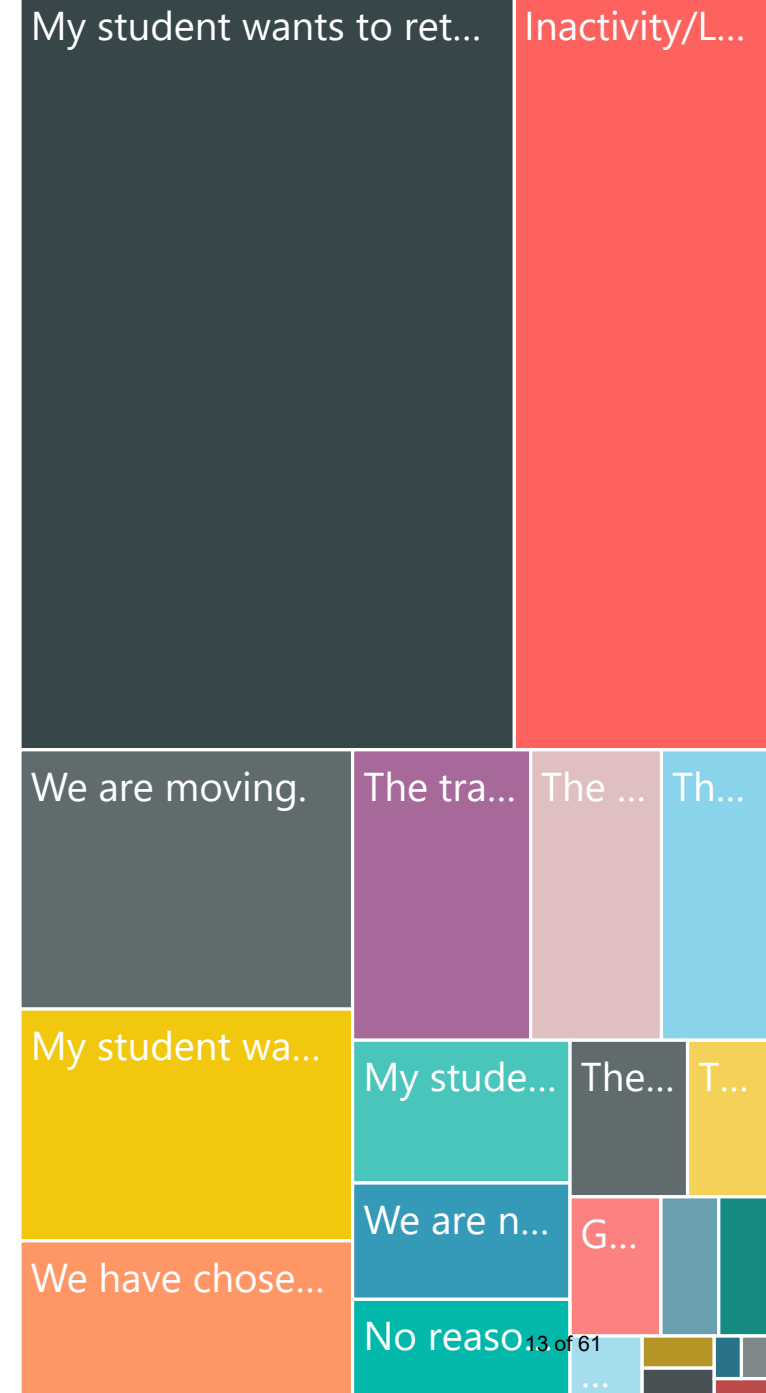 My student wants to ret...
Inactivity/L...
We are moving.
The tra...
The ...
Th...
My student wa...
My stude...
The...
T...
We are n...
G...
We have chose...
No reaso...
13 of 61
...